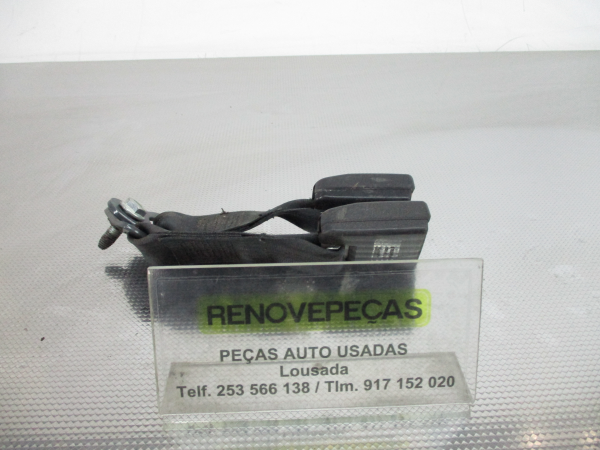 RENOVEPEÇAS
PEÇAS AUTO USADAS
Lousada
Telf. 253 566 138 / Tlm. 917 152 020